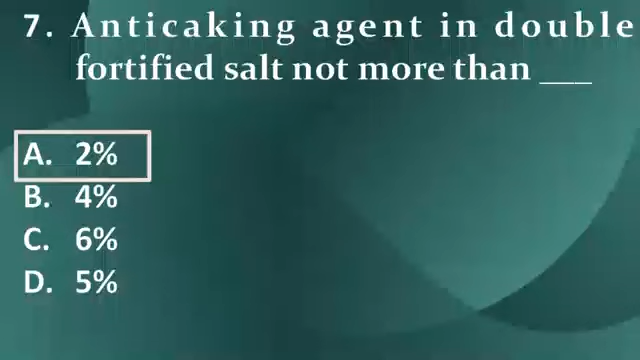 7. Anticaking agent in double
fortified salt not more than ___
A. 2%
B. 4%
C. 6%
D. 5%